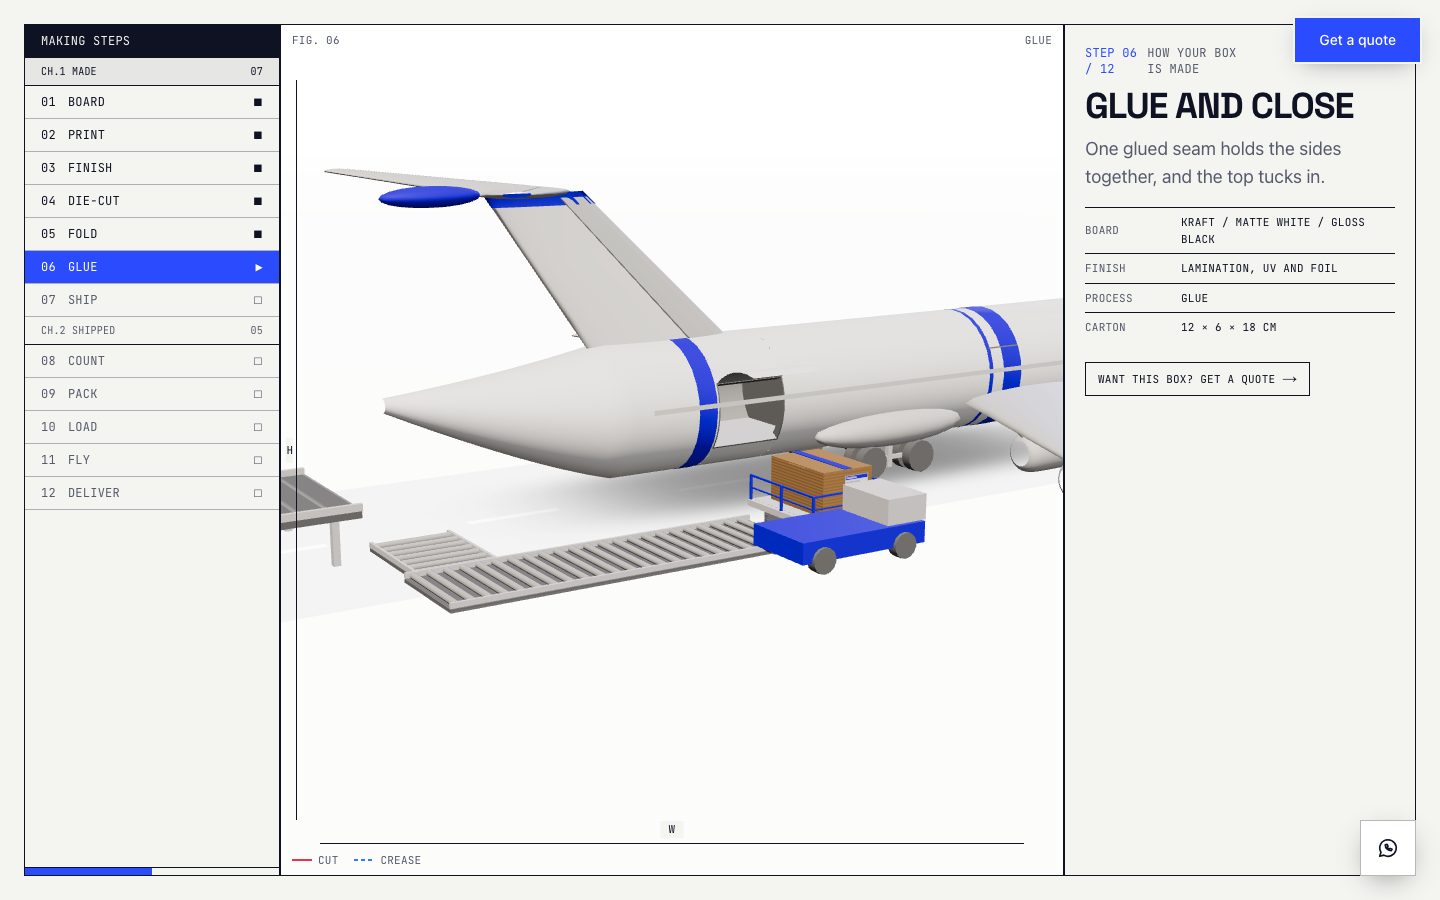 MAKING STEPS
CH.1 MADE 07
01 BOARD
02 PRINT
03 FINISH
04 DIE-CUT
05 FOLD
06 GLUE
07 SHIP
CH.2 SHIPPED 05
08 COUNT
09 PACK
10 LOAD
11 FLY
12 DELIVER
FIG. 06 GLUE
H
W
CUT CREASE
Get a quote
STEP 06 / 12
HOW YOUR BOX IS MADE
GLUE AND CLOSE
One glued seam holds the sides
together, and the top tucks in.
BOARD KRAFT / MATTE WHITE / GLOSS
BLACK
FINISH LAMINATION, UV AND FOIL
PROCESS GLUE
CARTON 12 × 6 × 18 CM
WANT THIS BOX? GET A QUOTE →